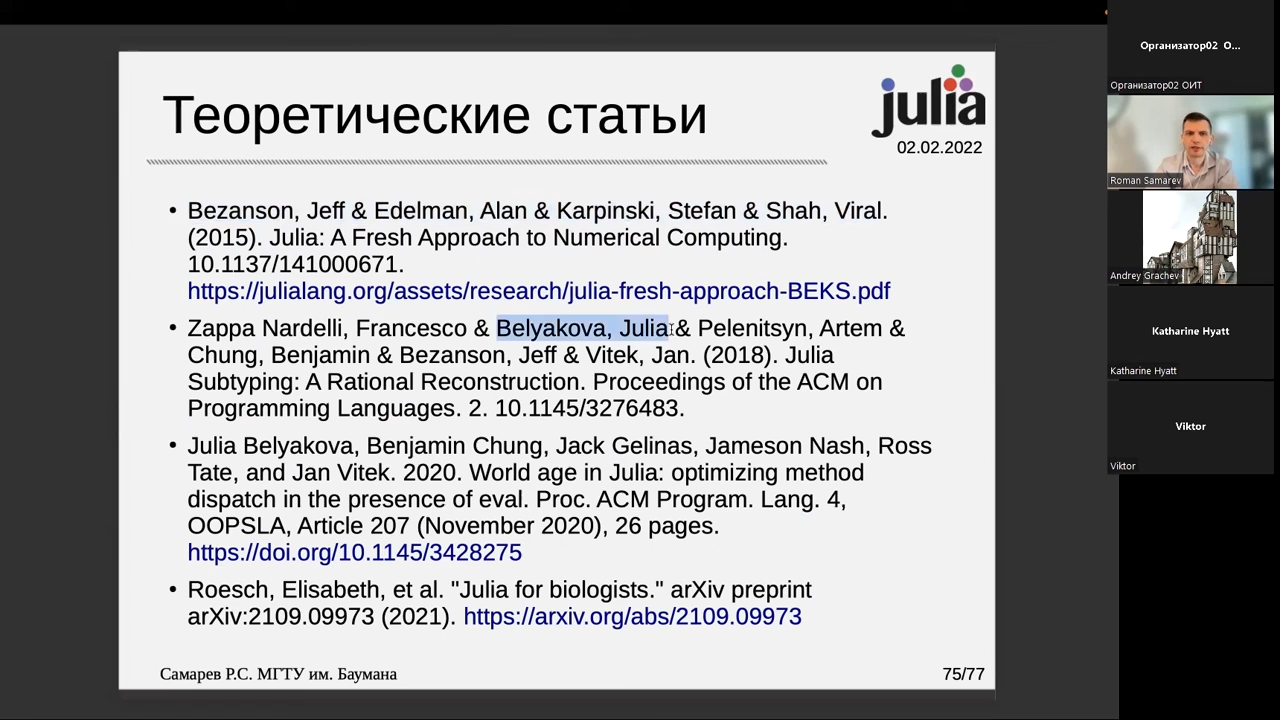 Теоретические статьи
julia
02.02.2022
• Bezanson, Jeff & Edelman, Alan & Karpinski, Stefan & Shah, Viral.
(2015). Julia: A Fresh Approach to Numerical Computing.
10.1137/141000671.
https://julialang.org/assets/research/julia-fresh-approach-BEKS.pdf
• Zappa Nardelli, Francesco & Belyakova, Julia & Pelenitsyn, Artem &
Chung, Benjamin & Bezanson, Jeff & Vitek, Jan. (2018). Julia
Subtyping: A Rational Reconstruction. Proceedings of the ACM on
Programming Languages. 2. 10.1145/3276483.
• Julia Belyakova, Benjamin Chung, Jack Gelinas, Jameson Nash, Ross
Tate, and Jan Vitek. 2020. World age in Julia: optimizing method
dispatch in the presence of eval. Proc. ACM Program. Lang. 4,
OOPSLA, Article 207 (November 2020), 26 pages.
https://doi.org/10.1145/3428275
• Roesch, Elisabeth, et al. "Julia for biologists." arXiv preprint
arXiv:2109.09973 (2021). https://arxiv.org/abs/2109.09973
Самарев Р.С. МГТУ им. Баумана
75/77
Организатор02 О...
Организатор02 ОИТ
Roman Samarev
Andrey Grachev
Katharine Hyatt
Katharine Hyatt
Viktor
Viktor